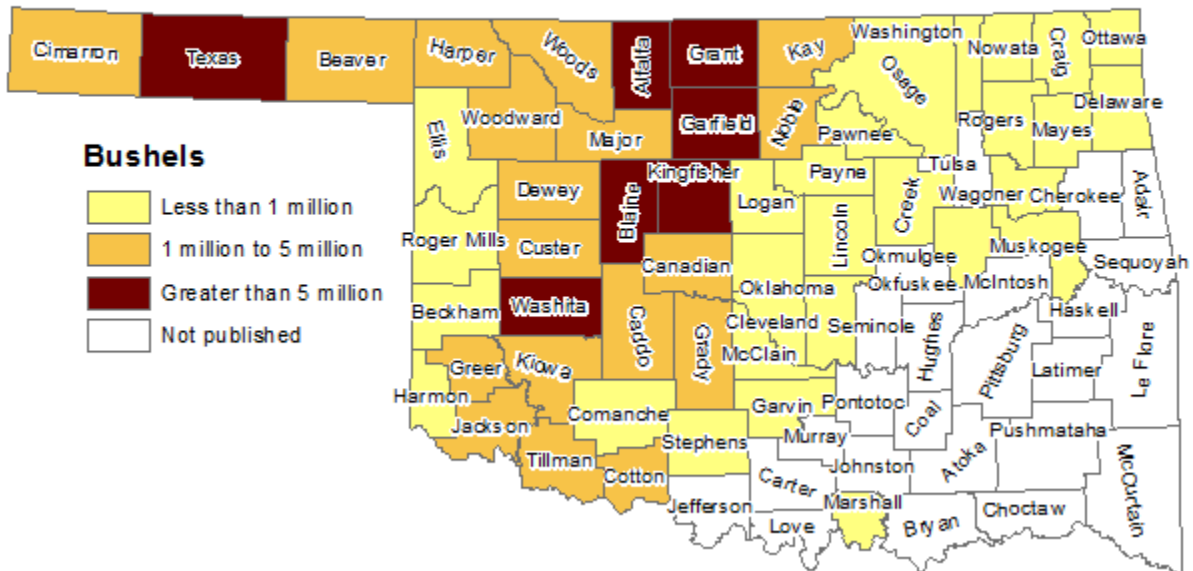 Cimarron
Texas
Beaver
Harper
Woods
Alfalfa
Grant
Kay
Washington
Osage
Nowata
Craig
Ottawa
Delaware
Ellis
Woodward
Major
Garfield
Noble
Pawnee
Rogers
Mayes
Bushels
Less than 1 million
1 million to 5 million
Greater than 5 million
Not published
Dewey
Blaine
Kingfisher
Logan
Payne
Creek
Tulsa
Wagoner
Cherokee
Adair
Roger Mills
Custer
Canadian
Lincoln
Okmulgee
Muskogee
Sequoyah
Beckham
Washita
Caddo
Grady
Oklahoma
Okfuskee
McIntosh
Cleveland
McClain
Seminole
Hughes
Haskell
Pittsburg
Latimer
Le Flore
Greer
Kiowa
Harmon
Jackson
Comanche
Garvin
Pontotoc
Coal
Stephens
Murray
Pushmataha
Tillman
Cotton
Johnston
Atoka
McCurtain
Jefferson
Carter
Marshall
Love
Bryan
Choctaw